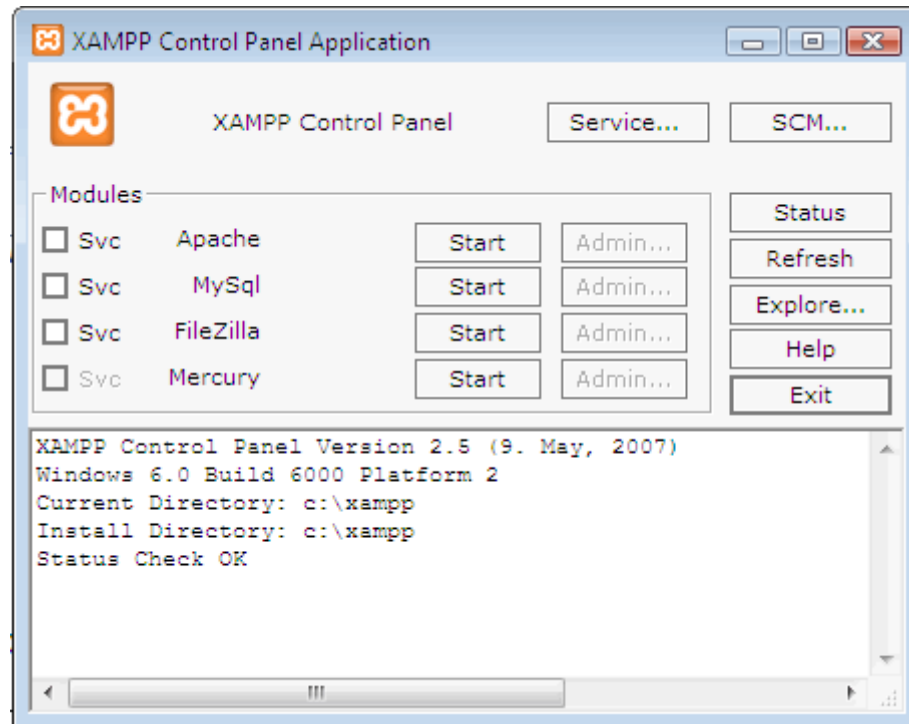 XAMPP Control Panel Application
XAMPP Control Panel Service... SCM...
Modules
Status
Svc Apache Start Admin...
Refresh
Svc MySql Start Admin...
Explore...
Svc FileZilla Start Admin...
Help
Svc Mercury Start Admin...
Exit
XAMPP Control Panel Version 2.5 (9. May, 2007)
Windows 6.0 Build 6000 Platform 2
Current Directory: c:\xampp
Install Directory: c:\xampp
Status Check OK